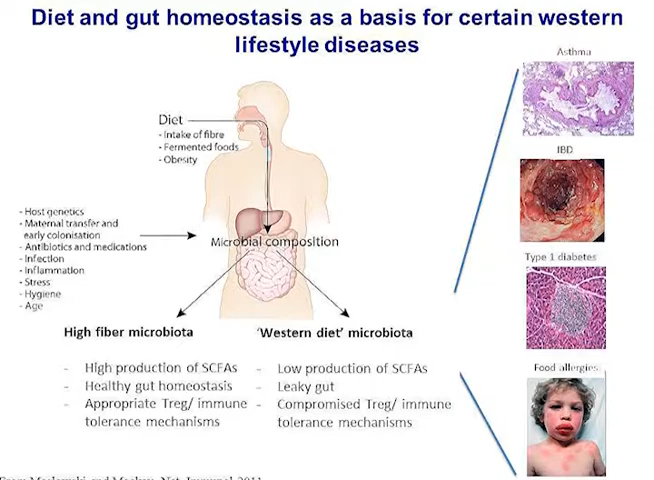 Diet and gut homeostasis as a basis for certain western
lifestyle diseases
Asthma
Diet
- Intake of fibre
- Fermented foods
- Obesity
IBD
- Host genetics
- Maternal transfer and
early colonisation
- Antibiotics and medications
- Infection
- Inflammation
- Stress
- Hygiene
- Age
Microbial composition
Type 1 diabetes
High fiber microbiota
'Western diet' microbiota
- High production of SCFAs
- Healthy gut homeostasis
- Appropriate Treg/ immune
tolerance mechanisms
- Low production of SCFAs
- Leaky gut
- Compromised Treg/ immune
tolerance mechanisms
Food allergies